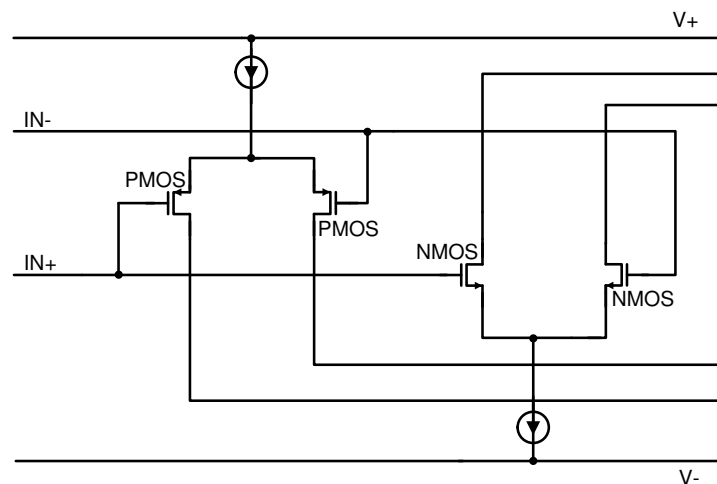 V+
IN-
PMOS
PMOS
NMOS
IN+
NMOS
V-